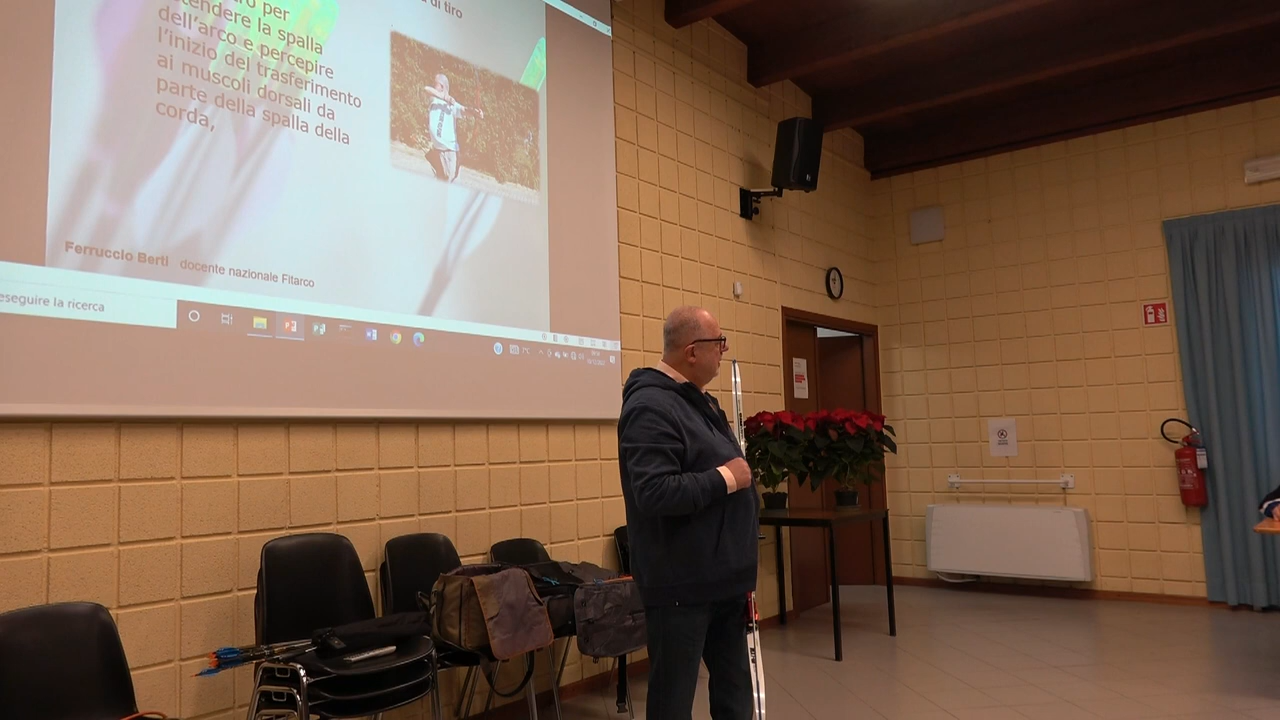 per
di tiro
tendere la spalla
dell'arco e percepire
l'inizio del trasferimento
ai muscoli dorsali da
parte della spalla della
corda,
Ferruccio Berti docente nazionale Fitarco
eseguire la ricerca